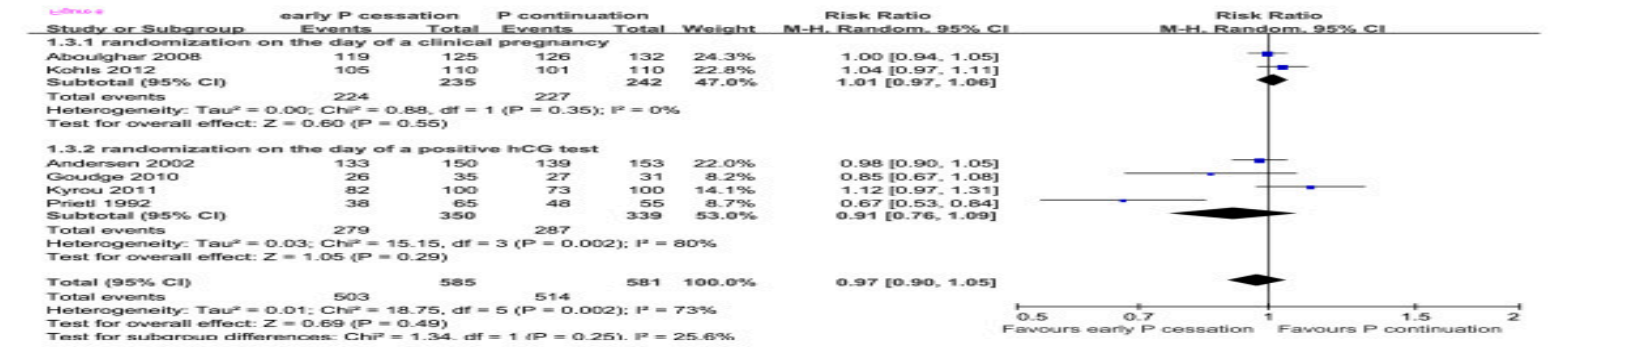 early P cessation P continuation Risk Ratio Risk Ratio
Study or Subgroup Events Total Events Total Weight M-H, Random, 95% CI M-H, Random, 95% CI
1.3.1 randomization on the day of a clinical pregnancy
Aboulghar 2008 119 125 126 132 24.3% 1.00 [0.94, 1.05]
Kohls 2012 105 110 101 110 22.8% 1.04 [0.97, 1.11]
Subtotal (95% CI) 235 242 47.0% 1.01 [0.97, 1.06]
Total events 224 227
Heterogeneity: Tau² = 0.00; Chi² = 0.88, df = 1 (P = 0.35); I² = 0%
Test for overall effect: Z = 0.60 (P = 0.55)
1.3.2 randomization on the day of a positive hCG test
Andersen 2002 133 150 139 153 22.0% 0.98 [0.90, 1.05]
Goudge 2010 26 35 27 31 8.2% 0.85 [0.67, 1.08]
Kyrou 2011 82 100 73 100 14.1% 1.12 [0.97, 1.31]
Prietl 1992 38 65 48 55 8.7% 0.67 [0.53, 0.84]
Subtotal (95% CI) 350 339 53.0% 0.91 [0.76, 1.09]
Total events 279 287
Heterogeneity: Tau² = 0.03; Chi² = 15.15, df = 3 (P = 0.002); I² = 80%
Test for overall effect: Z = 1.05 (P = 0.29)
Total (95% CI) 585 581 100.0% 0.97 [0.90, 1.05]
Total events 503 514
Heterogeneity: Tau² = 0.01; Chi² = 18.75, df = 5 (P = 0.002); I² = 73%
Test for overall effect: Z = 0.69 (P = 0.49)
Test for subgroup differences: Chi² = 1.34, df = 1 (P = 0.25), I² = 25.6%
0.5 0.7 1 1.5 2
Favours early P cessation Favours P continuation